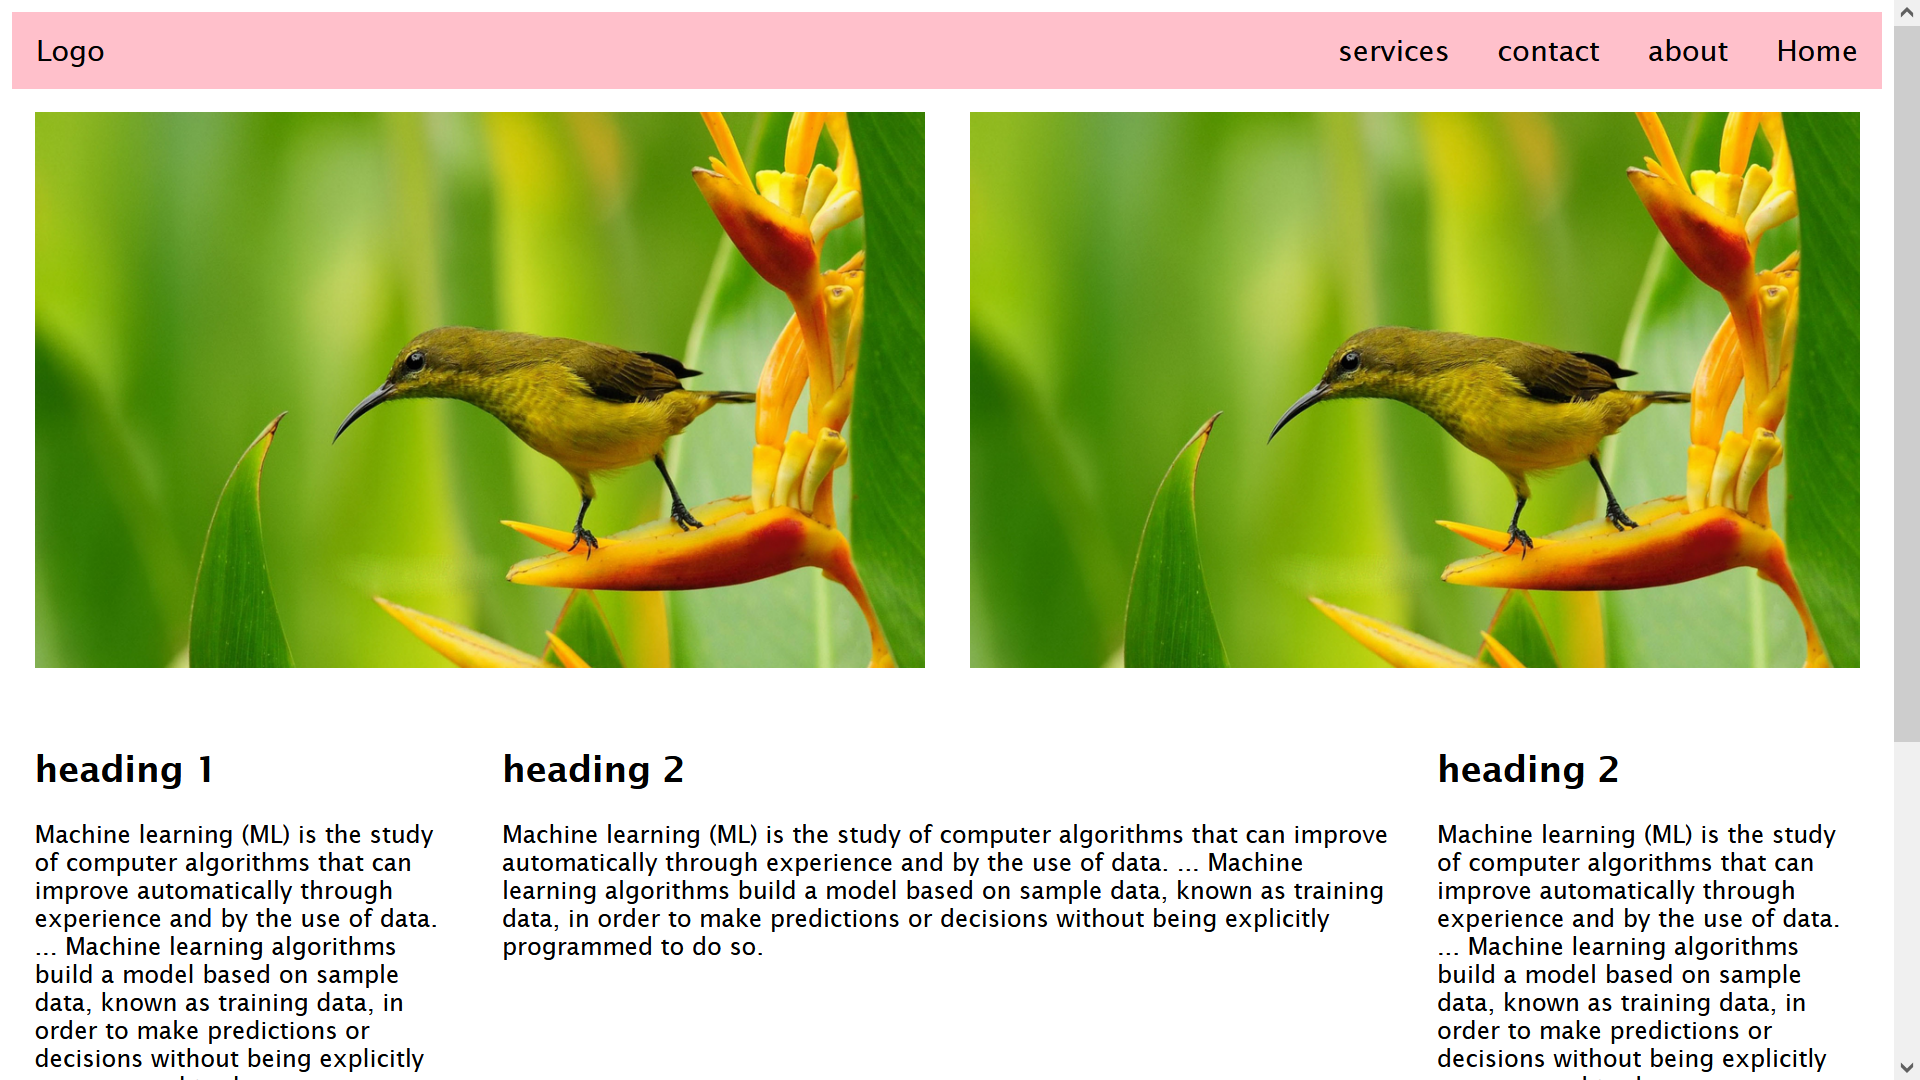 Logo
services contact about Home
heading 1
Machine learning (ML) is the study
of computer algorithms that can
improve automatically through
experience and by the use of data.
... Machine learning algorithms
build a model based on sample
data, known as training data, in
order to make predictions or
decisions without being explicitly
heading 2
Machine learning (ML) is the study of computer algorithms that can improve
automatically through experience and by the use of data. ... Machine
learning algorithms build a model based on sample data, known as training
data, in order to make predictions or decisions without being explicitly
programmed to do so.
heading 2
Machine learning (ML) is the study
of computer algorithms that can
improve automatically through
experience and by the use of data.
... Machine learning algorithms
build a model based on sample
data, known as training data, in
order to make predictions or
decisions without being explicitly